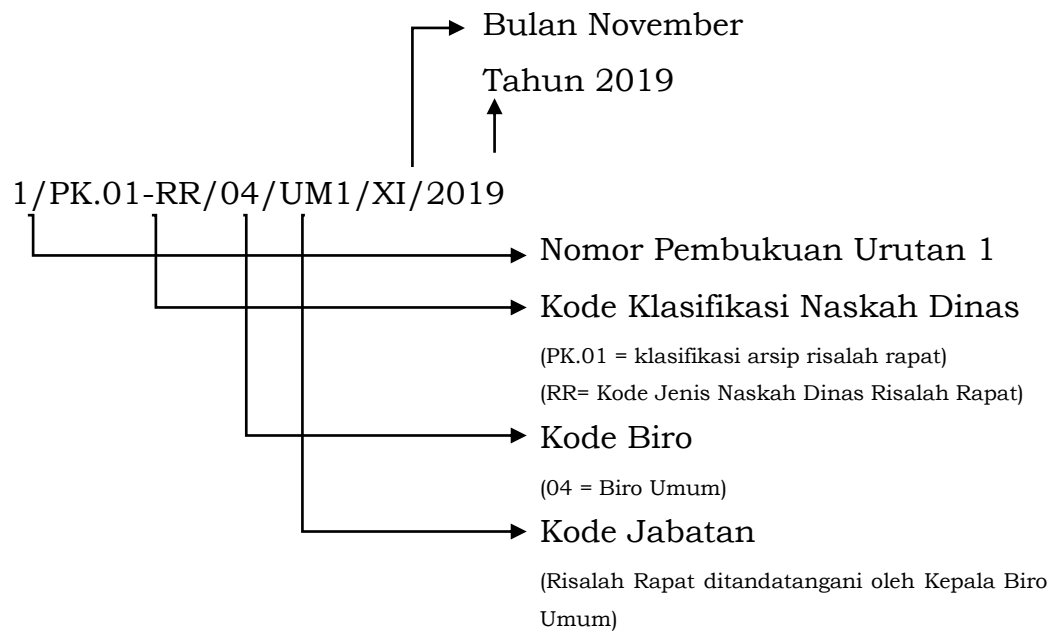 Bulan November
Tahun 2019
1/PK.01-RR/04/UM1/XI/2019
Nomor Pembukuan Urutan 1
Kode Klasifikasi Naskah Dinas
(PK.01 = klasifikasi arsip risalah rapat)
(RR= Kode Jenis Naskah Dinas Risalah Rapat)
Kode Biro
(04 = Biro Umum)
Kode Jabatan
(Risalah Rapat ditandatangani oleh Kepala Biro
Umum)